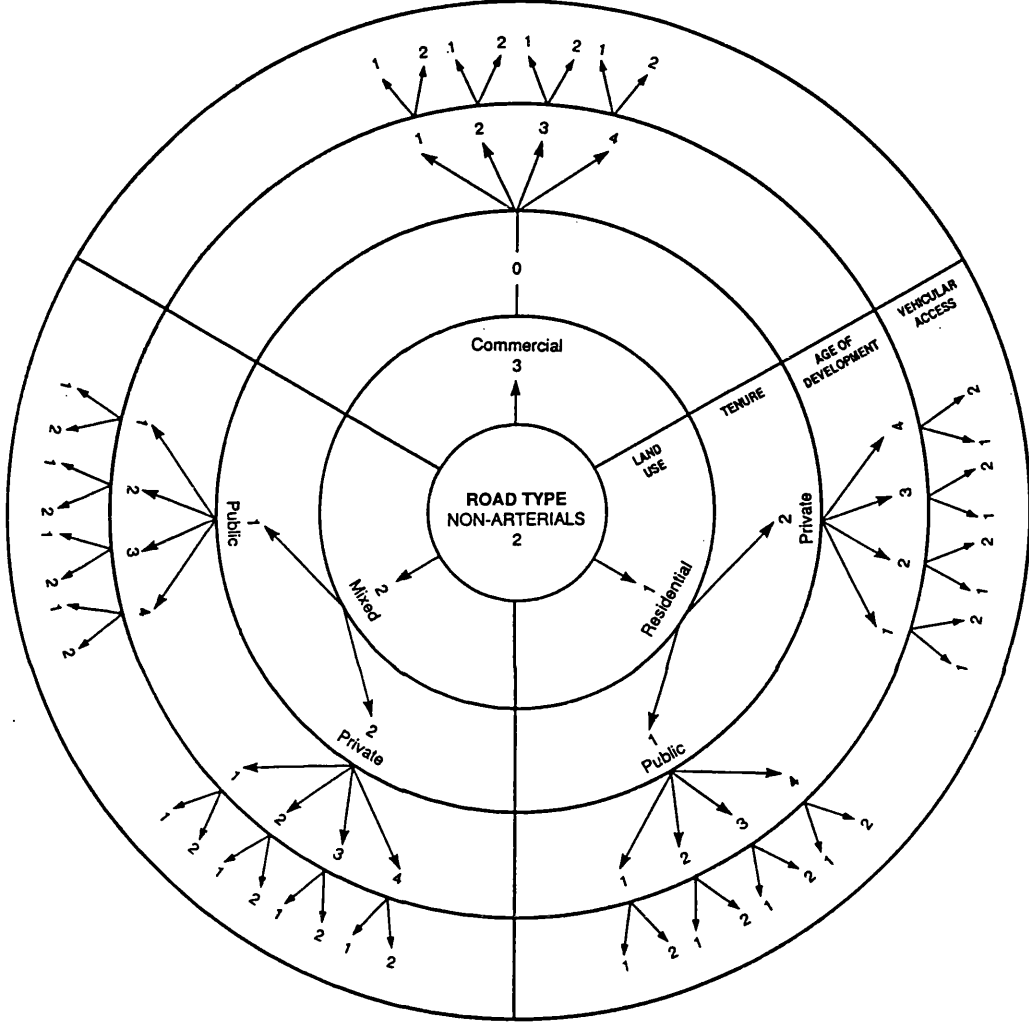 1 2 1 2 1 2 1 2
1 2 3 4
0
Commercial
3
VEHICULAR
ACCESS
AGE OF
DEVELOPMENT
TENURE
LAND
USE
ROAD TYPE
NON-ARTERIALS
2
1
Residential
2
Private
4
3
2
1
2
1
2
1
2
1
2
1
1
Public
1 2 3 4
1 2 1 2 1 2 1 2
2
Mixed
1
Public
1
2
3
4
1
2
1
2
1
2
1
2
2
Private
1 2 3 4
1 2 1 2 1 2 1 2